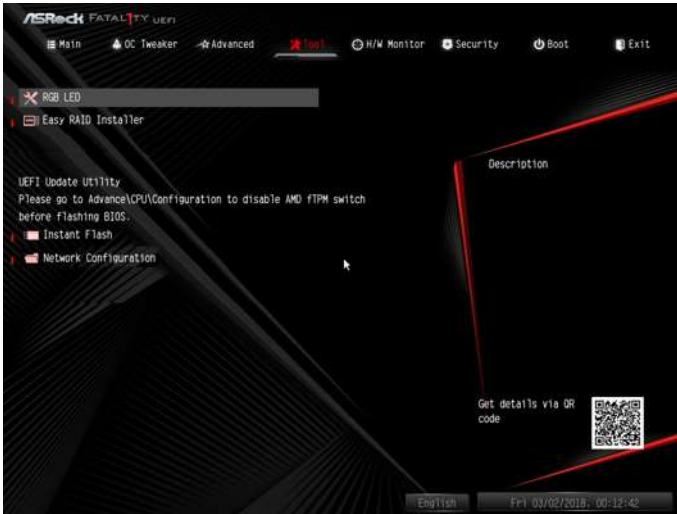 ASRock FATAL1TY UEFI
Main OC Tweaker Advanced Tool H/W Monitor Security Boot Exit
RGB LED
Easy RAID Installer
Description
UEFI Update Utility
Please go to Advance\CPU\Configuration to disable AMD fTPM switch
before flashing BIOS.
Instant Flash
Network Configuration
Get details via QR
code
English Fri 03/02/2018. 00:12:42